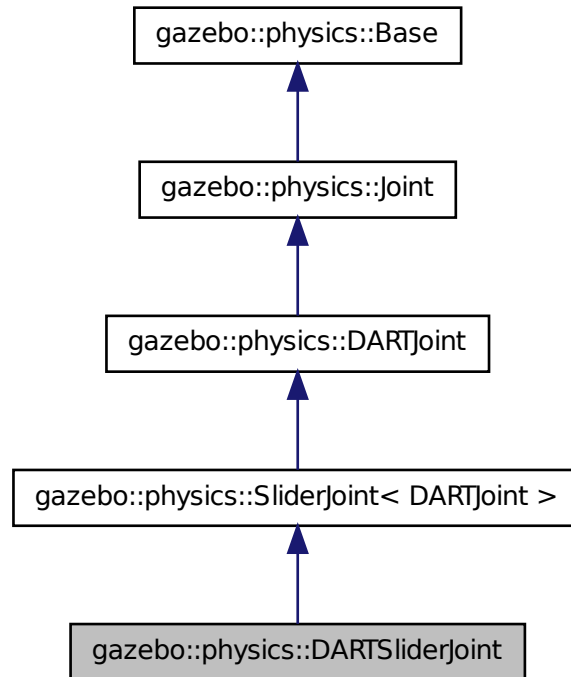 gazebo::physics::Base
gazebo::physics::Joint
gazebo::physics::DARTJoint
gazebo::physics::SliderJoint< DARTJoint >
gazebo::physics::DARTSliderJoint